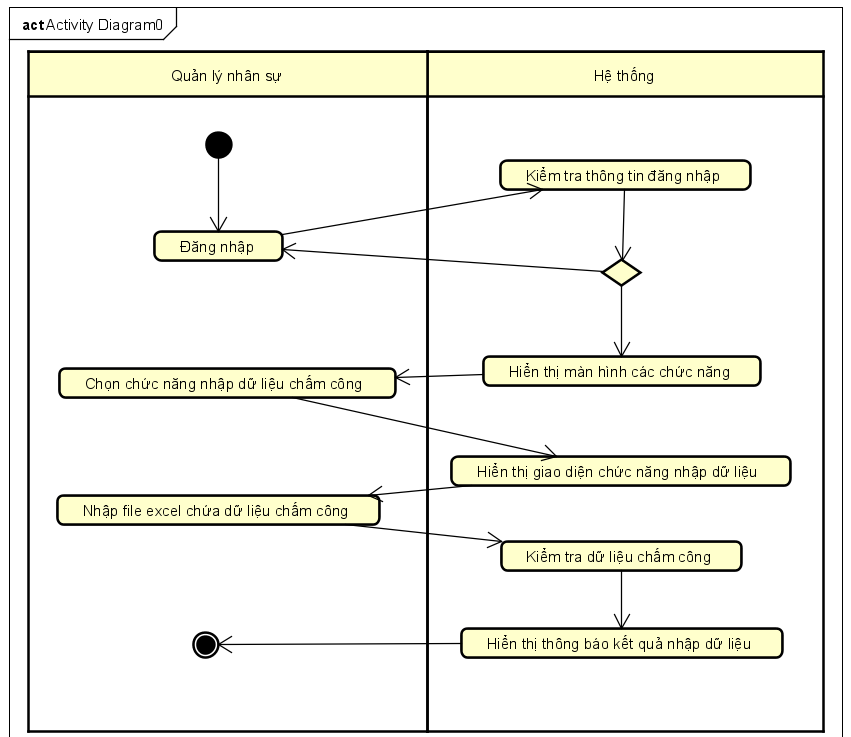 act Activity Diagram0
Quản lý nhân sự
Hệ thống
Kiểm tra thông tin đăng nhập
Đăng nhập
Hiển thị màn hình các chức năng
Chọn chức năng nhập dữ liệu chấm công
Hiển thị giao diện chức năng nhập dữ liệu
Nhập file excel chứa dữ liệu chấm công
Kiểm tra dữ liệu chấm công
Hiển thị thông báo kết quả nhập dữ liệu